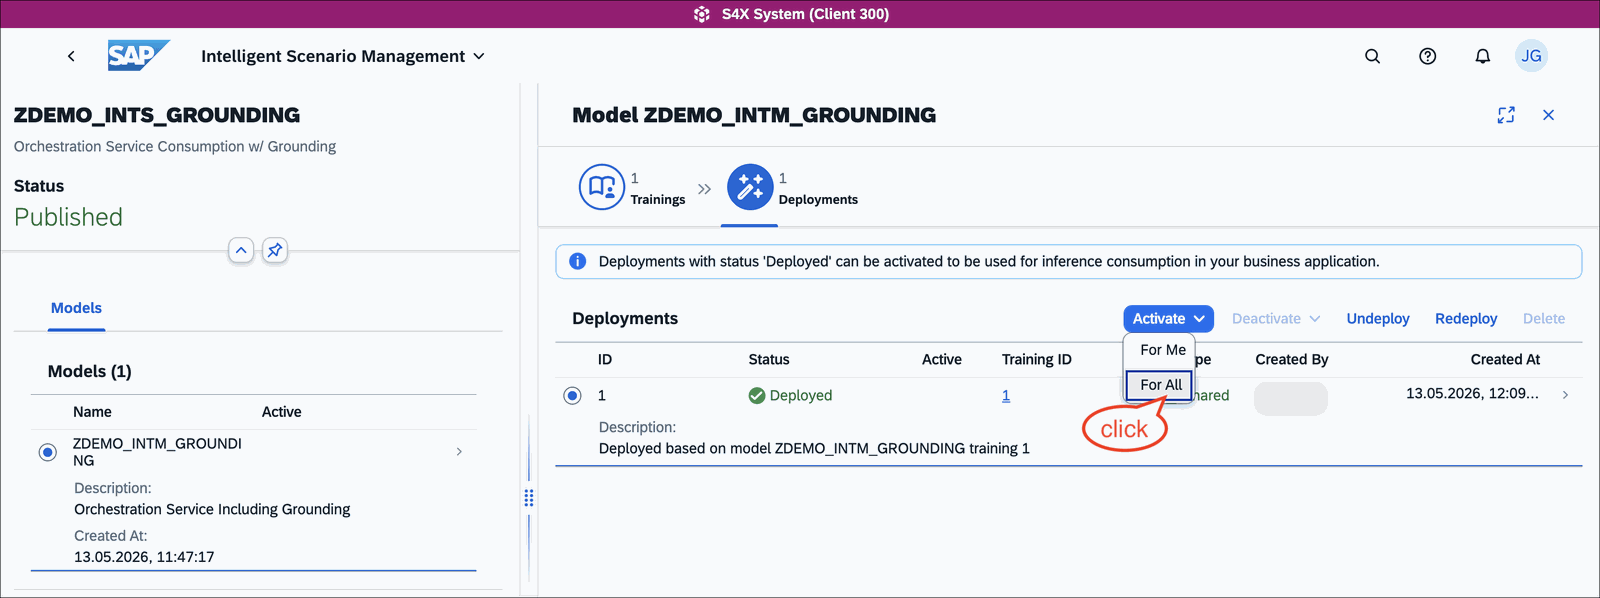 S4X System (Client 300)
SAP
Intelligent Scenario Management
JG
ZDEMO_INTS_GROUNDING
Orchestration Service Consumption w/ Grounding
Status
Published
Models
Models (1)
Name Active
ZDEMO_INTM_GROUNDI
NG
Description:
Orchestration Service Including Grounding
Created At:
13.05.2026, 11:47:17
Model ZDEMO_INTM_GROUNDING
1
Trainings
1
Deployments
Deployments with status 'Deployed' can be activated to be used for inference consumption in your business application.
Deployments Activate Deactivate Undeploy Redeploy Delete
For Me
For All
click
ID Status Active Training ID pe Created By Created At
1 Deployed 1 hared 13.05.2026, 12:09...
Description:
Deployed based on model ZDEMO_INTM_GROUNDING training 1